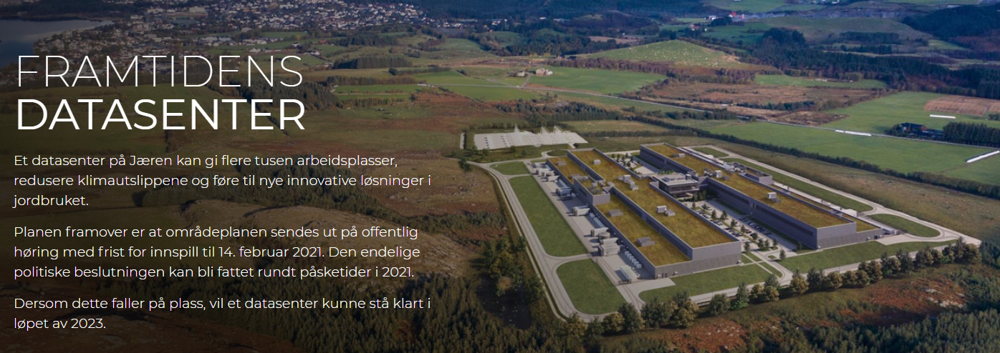 FRAMTIDENS
DATASENTER
Et datasenter på Jæren kan gi flere tusen arbeidsplasser,
redusere klimautslippene og føre til nye innovative løsninger i
jordbruket.
Planen framover er at områdeplanen sendes ut på offentlig
høring med frist for innspill til 14. februar 2021. Den endelige
politiske beslutningen kan bli fattet rundt påsketider i 2021.
Dersom dette faller på plass, vil et datasenter kunne stå klart i
løpet av 2023.